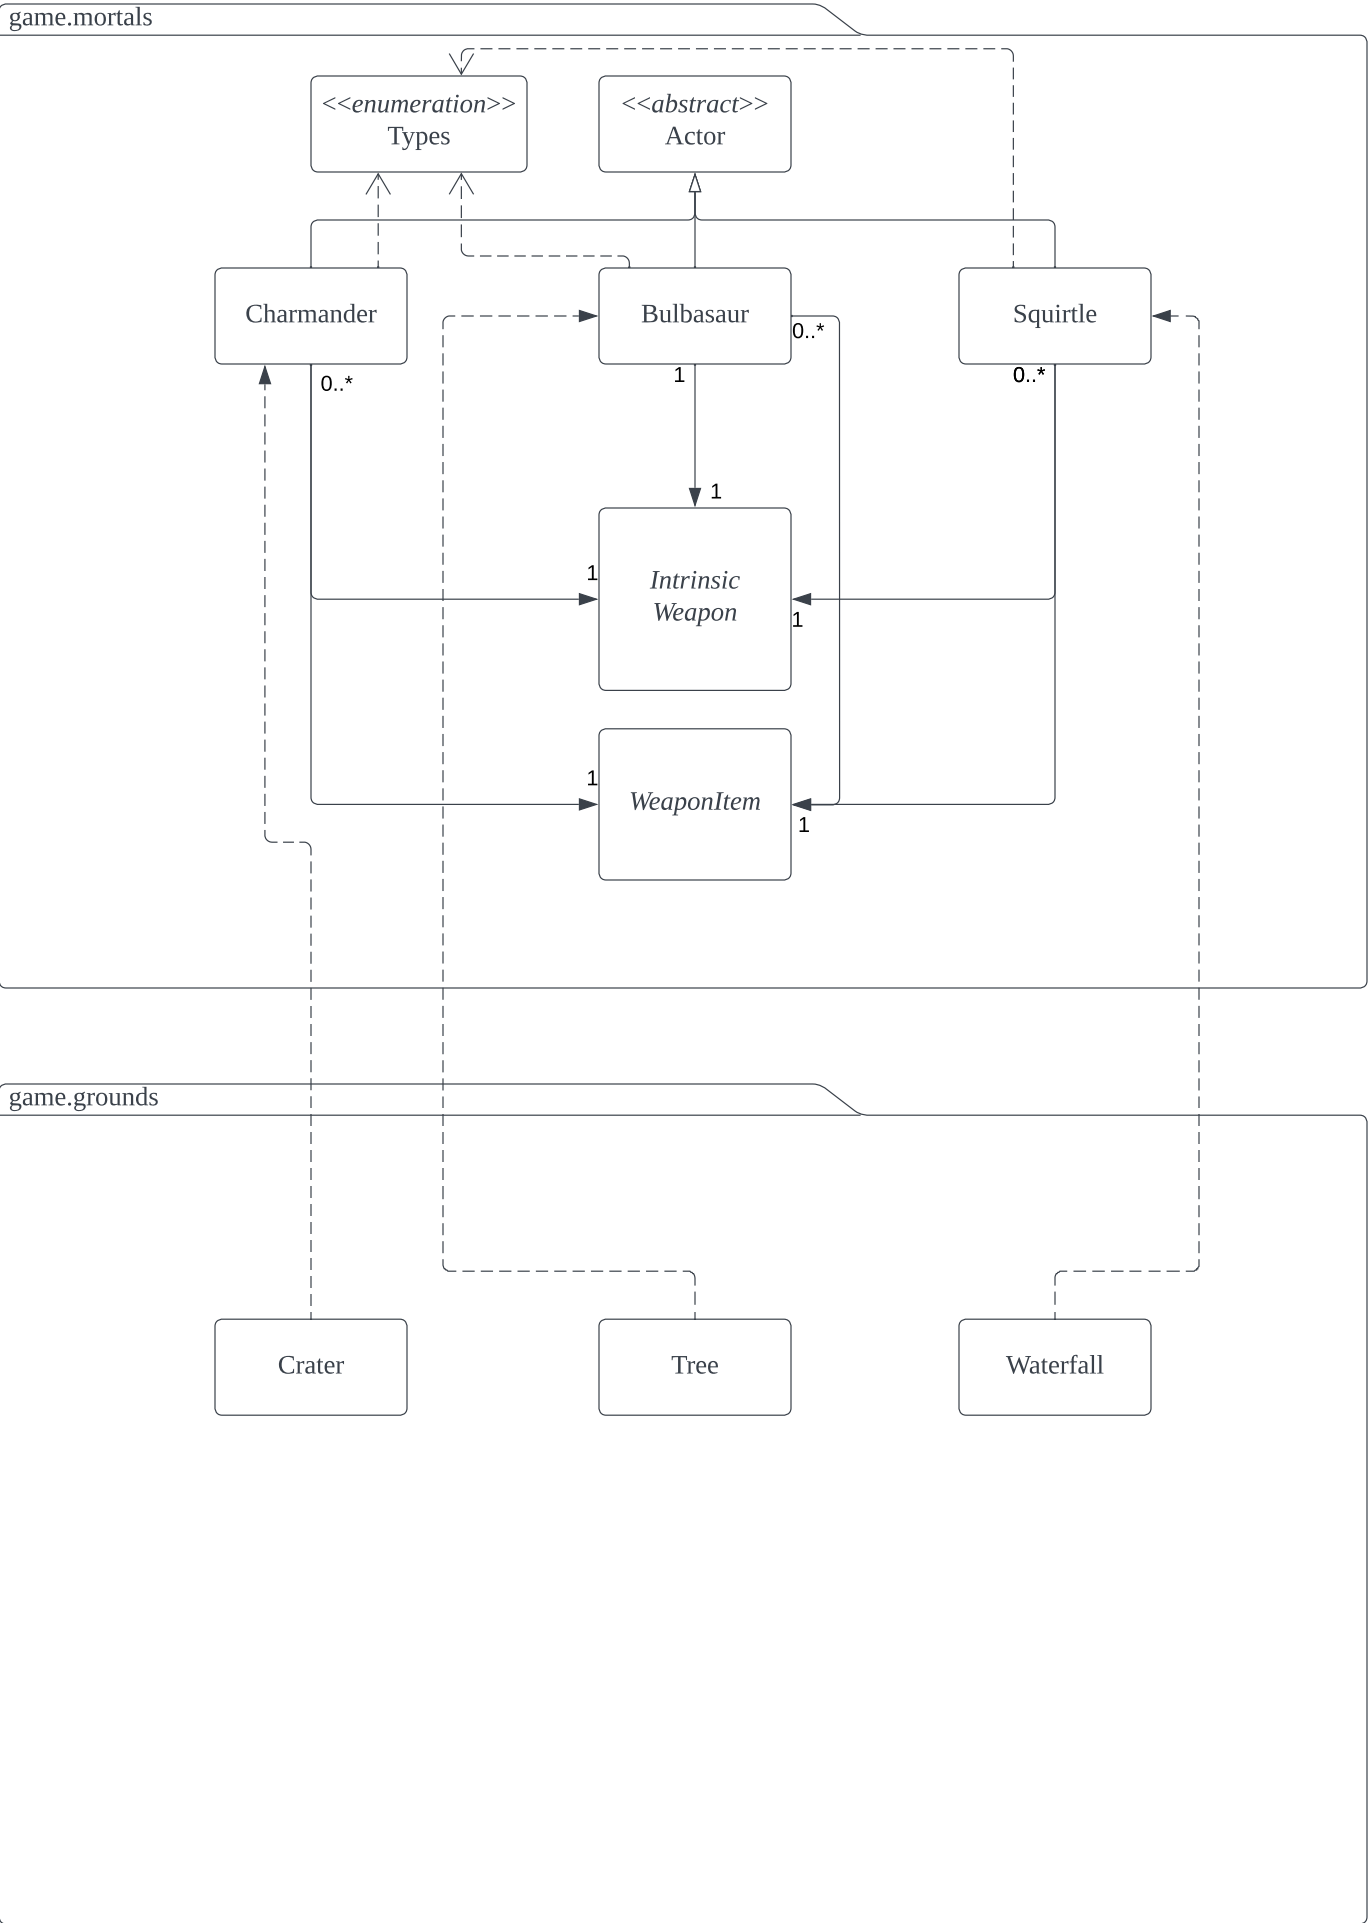 game.mortals
<<enumeration>>
Types
<<abstract>>
Actor
Charmander
Bulbasaur
Squirtle
0..*
0..*
1
0..*
1
1
Intrinsic
Weapon
1
1
WeaponItem
1
game.grounds
Crater
Tree
Waterfall